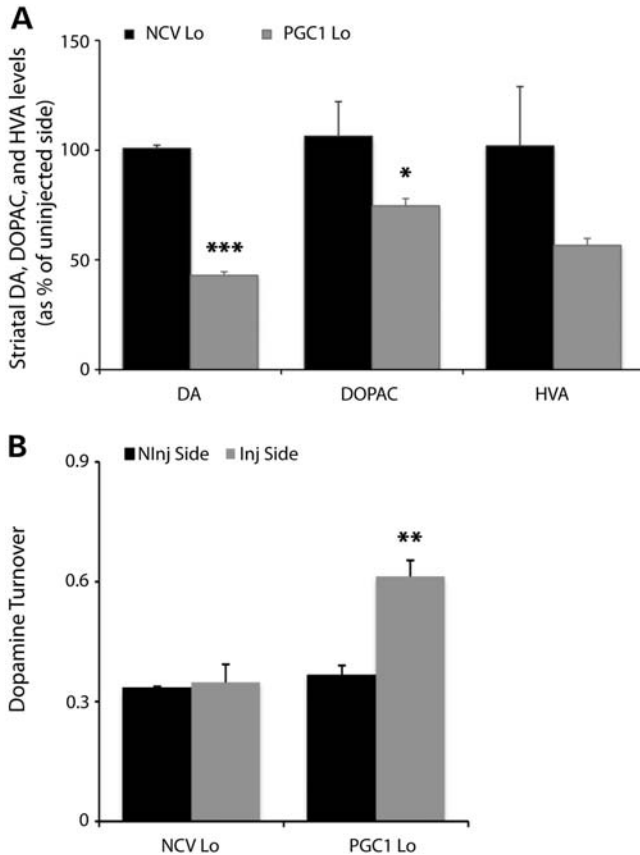 A
NCV Lo PGC1 Lo
Striatal DA, DOPAC, and HVA levels
(as % of uninjected side)
150
100
50
0
***
*
DA DOPAC HVA
B
NInj Side Inj Side
Dopamine Turnover
0.9
0.6
0.3
0
**
NCV Lo PGC1 Lo